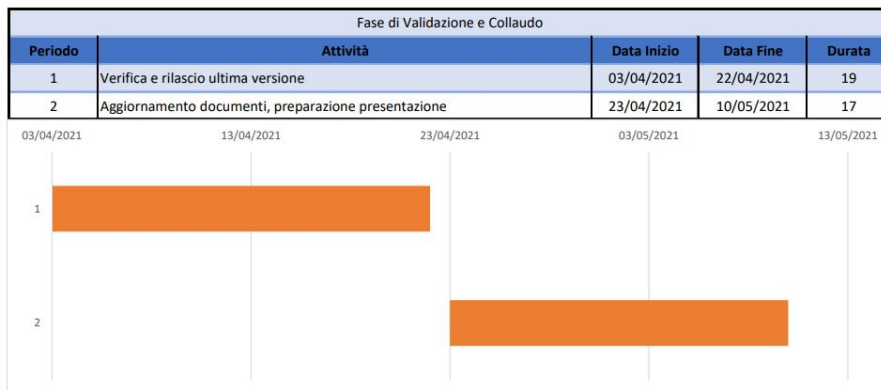 Fase di Validazione e Collaudo
Periodo Attività Data Inizio Data Fine Durata
1 Verifica e rilascio ultima versione 03/04/2021 22/04/2021 19
2 Aggiornamento documenti, preparazione presentazione 23/04/2021 10/05/2021 17
03/04/2021 13/04/2021 23/04/2021 03/05/2021 13/05/2021
1
2